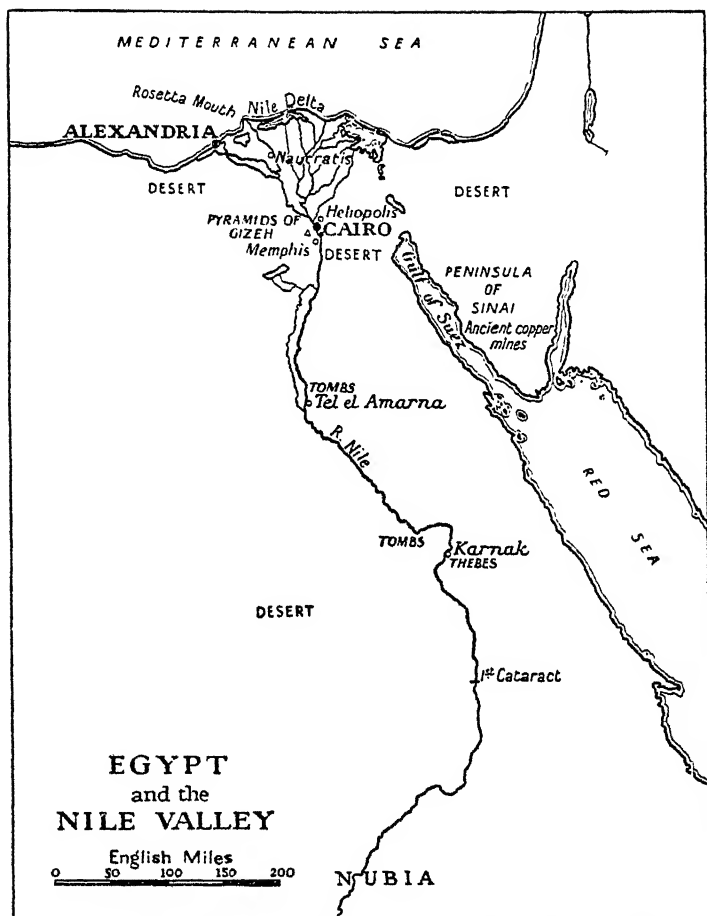 MEDITERRANEAN SEA
Rosetta Mouth
Nile Delta
ALEXANDRIA
Naucratis
DESERT
DESERT
Heliopolis
PYRAMIDS OF
GIZEH
CAIRO
Memphis
DESERT
Gulf of Suez
PENINSULA
OF
SINAI
Ancient copper
mines
TOMBS
Tel el Amarna
R. Nile
RED SEA
TOMBS
Karnak
THEBES
DESERT
1st Cataract
EGYPT
and the
NILE VALLEY
English Miles
0 50 100 150 200
NUBIA